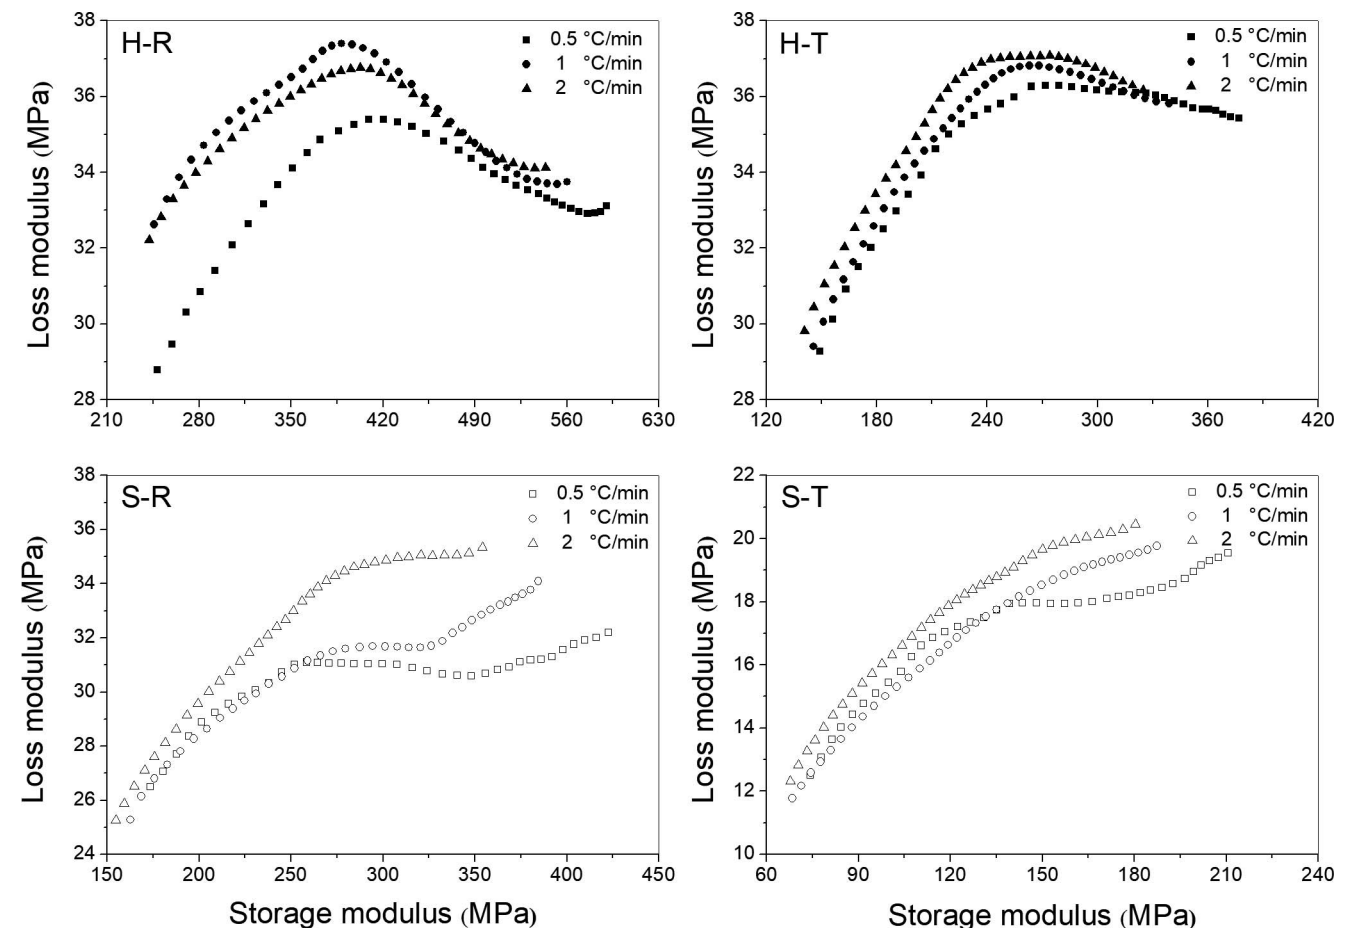 H-R
0.5 °C/min
1 °C/min
2 °C/min
Loss modulus (MPa)
38
36
34
32
30
28
210 280 350 420 490 560 630
H-T
0.5 °C/min
1 °C/min
2 °C/min
Loss modulus (MPa)
38
36
34
32
30
28
120 180 240 300 360 420
S-R
0.5 °C/min
1 °C/min
2 °C/min
Loss modulus (MPa)
38
36
34
32
30
28
26
24
150 200 250 300 350 400 450
Storage modulus (MPa)
S-T
0.5 °C/min
1 °C/min
2 °C/min
Loss modulus (MPa)
22
20
18
16
14
12
10
60 90 120 150 180 210 240
Storage modulus (MPa)